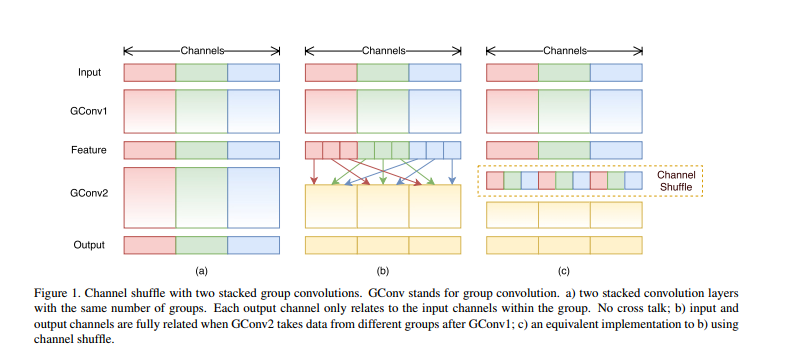 Channels Channels Channels
Input
GConv1
Feature
GConv2
Channel
Shuffle
Output
(a) (b) (c)
Figure 1. Channel shuffle with two stacked group convolutions. GConv stands for group convolution. a) two stacked convolution layers
with the same number of groups. Each output channel only relates to the input channels within the group. No cross talk; b) input and
output channels are fully related when GConv2 takes data from different groups after GConv1; c) an equivalent implementation to b) using
channel shuffle.